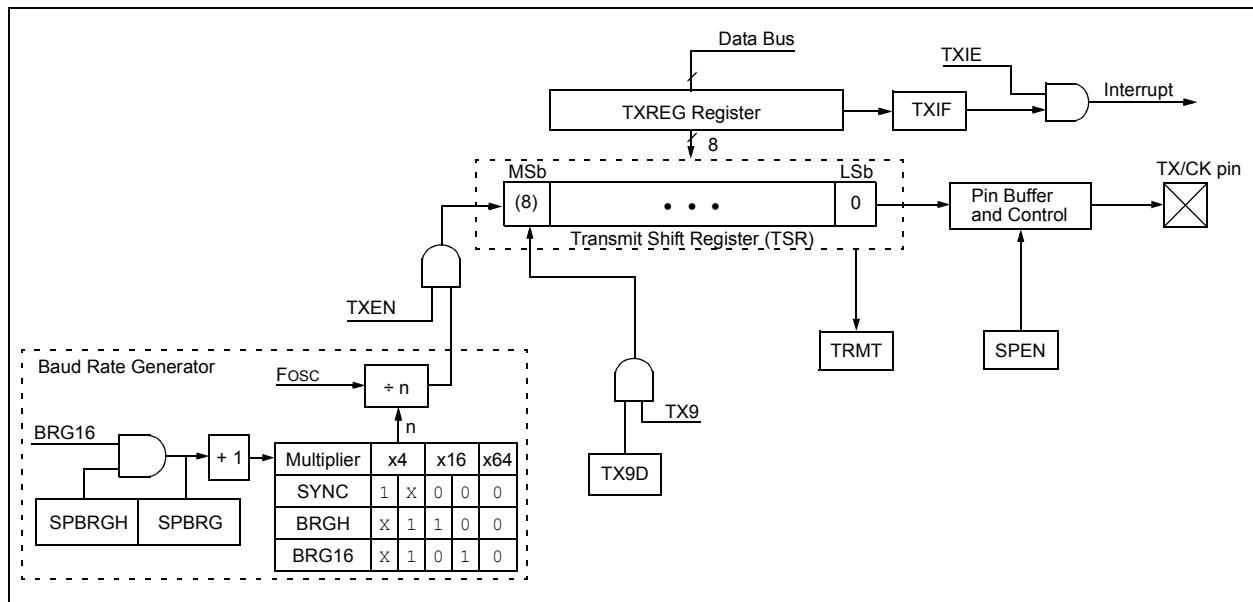 Data Bus
TXIE
Interrupt
TXREG Register
TXIF
8
MSb
LSb
TX/CK pin
(8)
• • •
0
Pin Buffer
and Control
Transmit Shift Register (TSR)
TXEN
TRMT
SPEN
Baud Rate Generator
FOSC
÷ n
TX9
n
BRG16
+ 1
Multiplier x4 x16 x64
TX9D
SYNC 1 X 0 0 0
SPBRGH SPBRG
BRGH X 1 1 0 0
BRG16 X 1 0 1 0